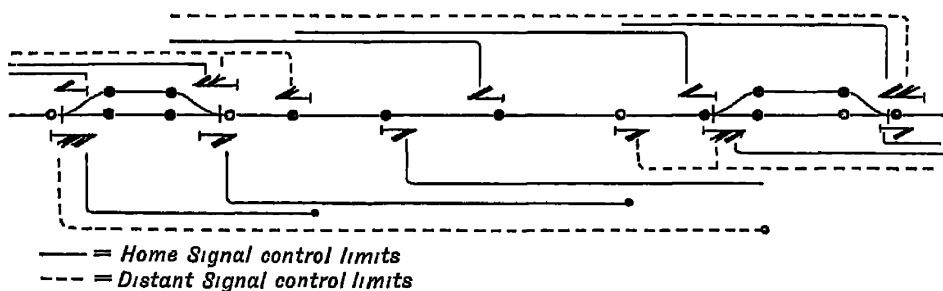 = Home Signal control limits
= Distant Signal control limits